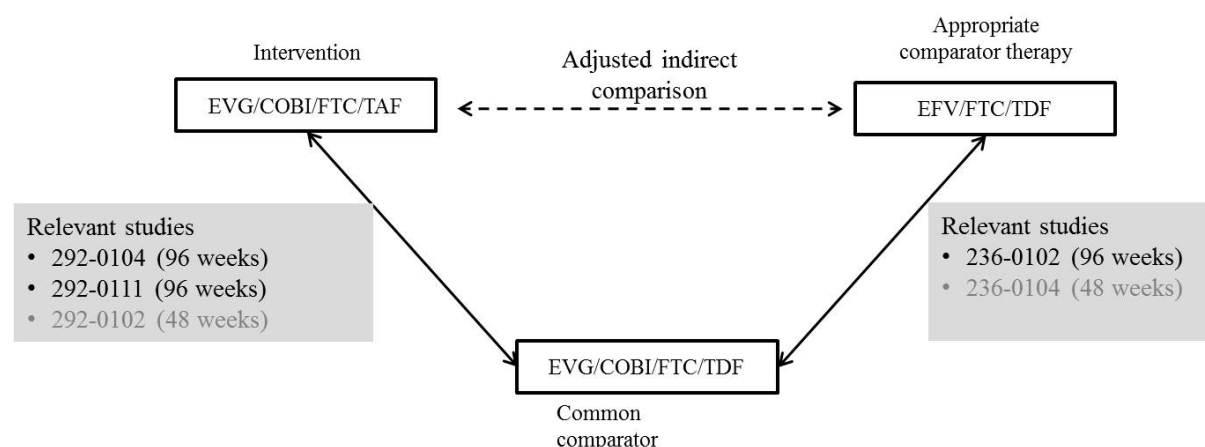 Intervention
EVG/COBI/FTC/TAF
Adjusted indirect
comparison
Appropriate
comparator therapy
EFV/FTC/TDF
Relevant studies
• 292-0104 (96 weeks)
• 292-0111 (96 weeks)
• 292-0102 (48 weeks)
Relevant studies
• 236-0102 (96 weeks)
• 236-0104 (48 weeks)
EVG/COBI/FTC/TDF
Common
comparator